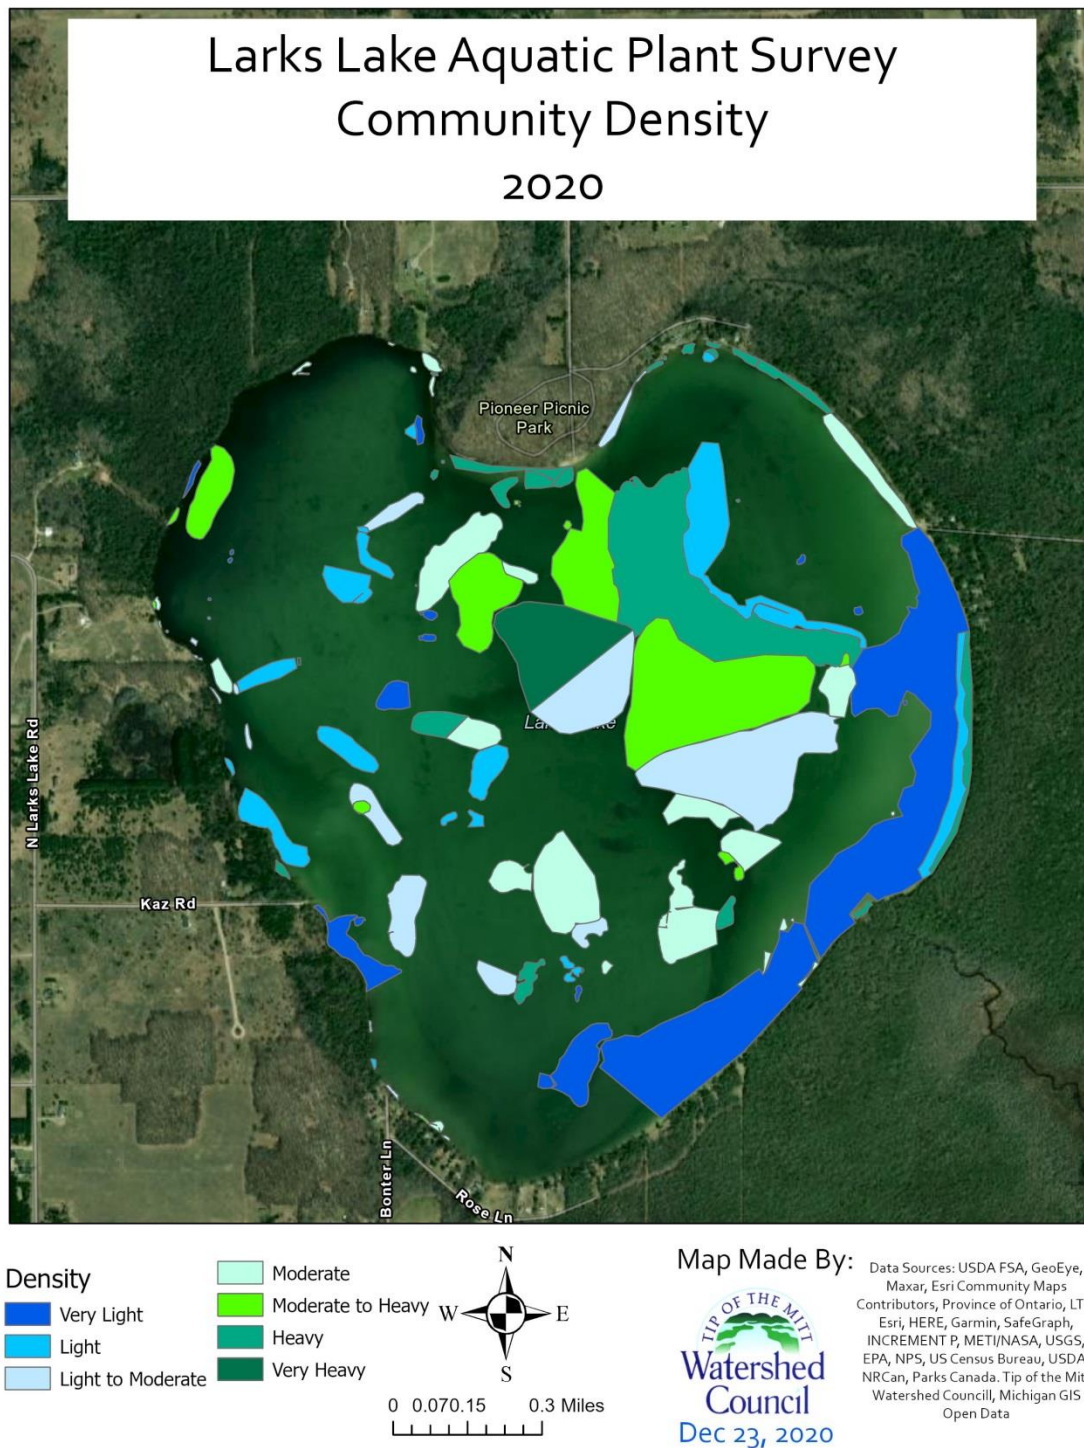 Larks Lake Aquatic Plant Survey
Community Density
2020
Pioneer Picnic
Park
N Larks Lake Rd
Kaz Rd
Bonter Ln
Rose Ln
Density
Very Light
Light
Light to Moderate
Moderate
Moderate to Heavy
Heavy
Very Heavy
N
W
E
S
0 0.070.15 0.3 Miles
Map Made By:
TIP OF THE MITT
Watershed
Council
Dec 23, 2020
Data Sources: USDA FSA, GeoEye,
Maxar, Esri Community Maps
Contributors, Province of Ontario, LT
Esri, HERE, Garmin, SafeGraph,
INCREMENT P, METI/NASA, USGS,
EPA, NPS, US Census Bureau, USDA
NRCan, Parks Canada. Tip of the Mit
Watershed Councill, Michigan GIS
Open Data